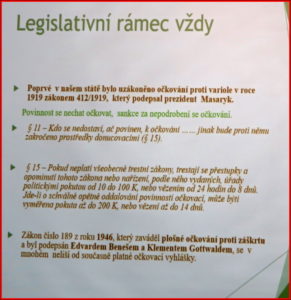 Legislativní rámec vždy
Poprvé v našem státě bylo uzákoněno očkování proti variole v roce
1919 zákonem 412/1919, který podepsal prezident Masaryk.
Povinnost se nechat očkovat, sankce za nepodrobení se očkování.
§ 11 – Kdo se nedostaví, ač povinen, k očkování ...... jinak bude proti němu
zakročeno prostředky donucovacími (§ 15).
§ 15 – Pokud neplatí všeobecné trestní zákony, trestají se přestupky a
opominutí tohoto zákona nebo nařízení, podle něho vydaných, úřady
politickými pokutou od 10 do 100 K, nebo vězením od 24 hodin do 8 dnů.
Jde-li o schválně opětné oddalování povinnosti očkovací, může býti
vyměřena pokuta až do 200 K, nebo vězení až do 14 dnů.
Zákon číslo 189 z roku 1946, který zaváděl plošné očkování proti záškrtu
a byl podepsán Edvardem Benešem a Klementem Gottwaldem, se v
mnohém neliší od současně platné očkovací vyhlášky.